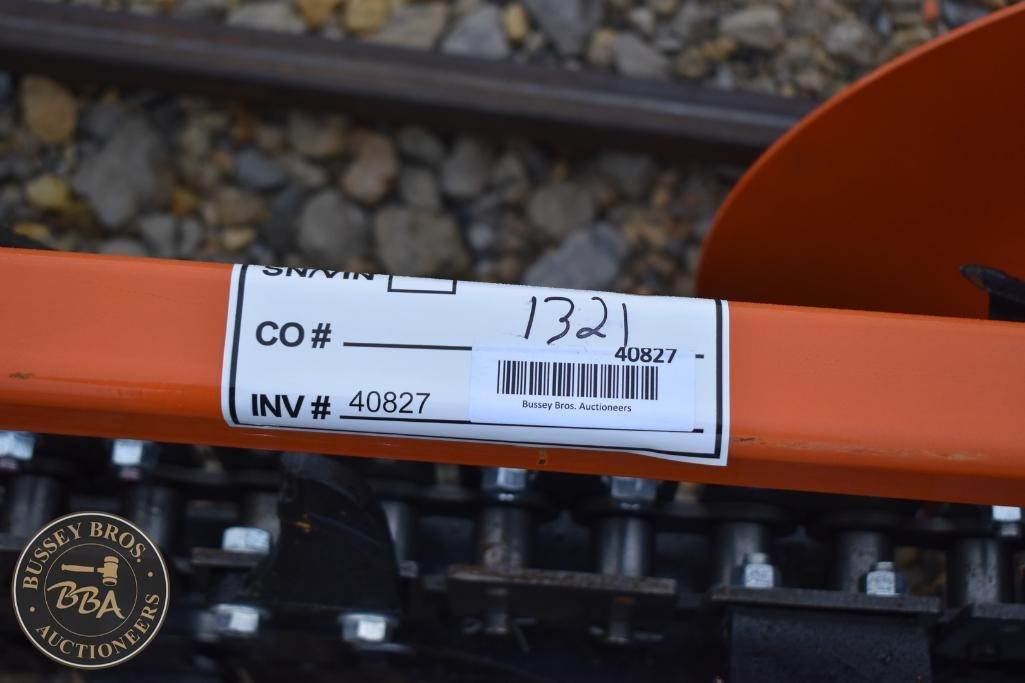 SN/VIN
CO # 1321
40827
Bussey Bros. Auctioneers
INV # 40827
BUSSEY BROS.
BBA
AUCTIONEERS